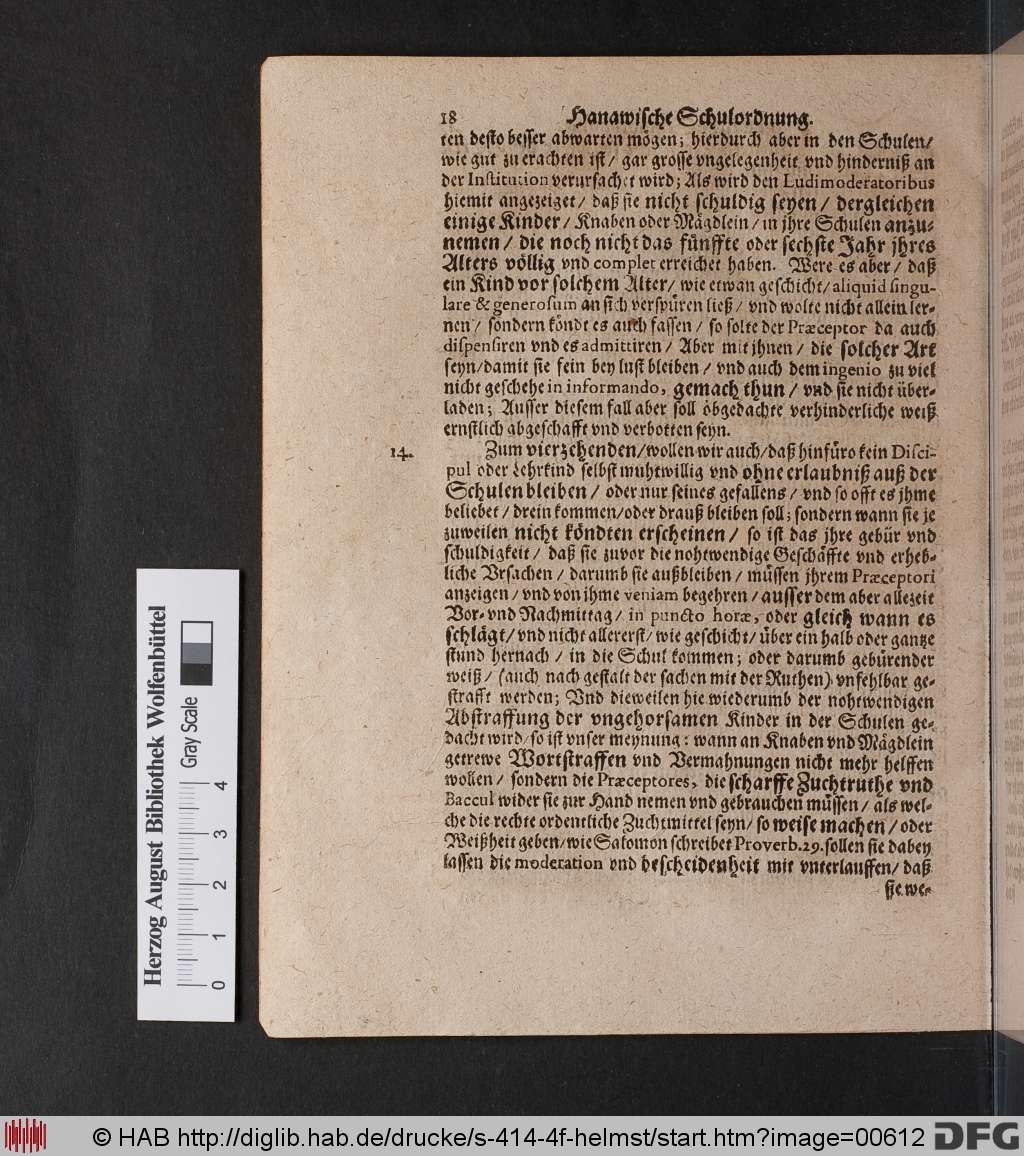 18 Hanawische Schulordnung.
ten desto besser abwarten mögen; hierdurch aber in den Schulen/
wie gut zu erachten ist/ gar grosse vngelegenheit vnd hinderniß an
der Institution verursachet wird; Als wird den Ludimoderatoribus
hiemit angezeiget/ daß sie nicht schuldig seyen/ dergleichen
einige Kinder/ Knaben oder Mägdlein/ in jhre Schulen anzu-
nemen/ die noch nicht das fünffte oder sechste Jahr jhres
Alters völlig vnd complet erreichet haben. Were es aber/ daß
ein Kind vor solchem Alter/ wie etwan geschicht/ aliquid singu-
lare & generosum an sich verspüren ließ/ vnd wolte nicht allein ler-
nen/ sondern köndt es auch fassen/ so solte der Præceptor da auch
dispensiren vnd es admittiren/ Aber mit jhnen/ die solcher Art
seyn/ damit sie fein bey lust bleiben/ vnd auch dem ingenio zu viel
nicht geschehe in informando, gemach thun/ vnd sie nicht über-
laden; Ausser diesem fall aber soll obgedachte verhinderliche weiß
ernstlich abgeschafft vnd verbotten seyn.
14. Zum vierzehenden/ wollen wir auch/ daß hinfüro kein Disci-
pul oder Lehrkind selbst muhtwillig vnd ohne erlaubniß auß der
Schulen bleiben/ oder nur seines gefallens/ vnd so offt es jhme
beliebet/ drein kommen/ oder drauß bleiben soll; sondern wann sie je
zuweilen nicht köndten erscheinen/ so ist das jhre gebür vnd
schuldigkeit/ daß sie zuvor die nohtwendige Geschäffte vnd erheb-
liche Vrsachen/ darumb sie außbleiben/ müssen jhrem Præceptori
anzeigen/ vnd von ihme veniam begehren/ ausser dem aber allezeit
Vor- vnd Nachmittag/ in puncto horæ, oder gleich wann es
schlägt/ vnd nicht allererst/ wie geschicht/ über ein halb oder gantze
stund hernach/ in die Schul kommen; oder darumb gebürender
weiß/ (auch nach gestalt der sachen mit der Ruthen) vnfehlbar ge-
strafft werden; Vnd dieweilen hie wiederumb der nohtwendigen
Abstraffung der vngehorsamen Kinder in der Schulen ge-
dacht wird/ so ist vnser meynung: wann an Knaben vnd Mägdlein
getrewe Wortstraffen vnd Vermahnungen nicht mehr helffen
wollen/ sondern die Præceptores, die scharffe Zuchtruthe vnd
Baccul wider sie zur Hand nemen vnd gebrauchen müssen/ als wel-
che die rechte ordentliche Zuchtmittel seyn/ so weise machen/ oder
Weißheit geben/ wie Salomon schreibet Proverb. 29. sollen sie dabey
lassen die moderation vnd bescheidenheit mit vnterlauffen/ daß
sie we-
Herzog August Bibliothek Wolfenbüttel
Gray Scale
0 1 2 3 4
© HAB http://diglib.hab.de/drucke/s-414-4f-helmst/start.htm?image=00612 DFG